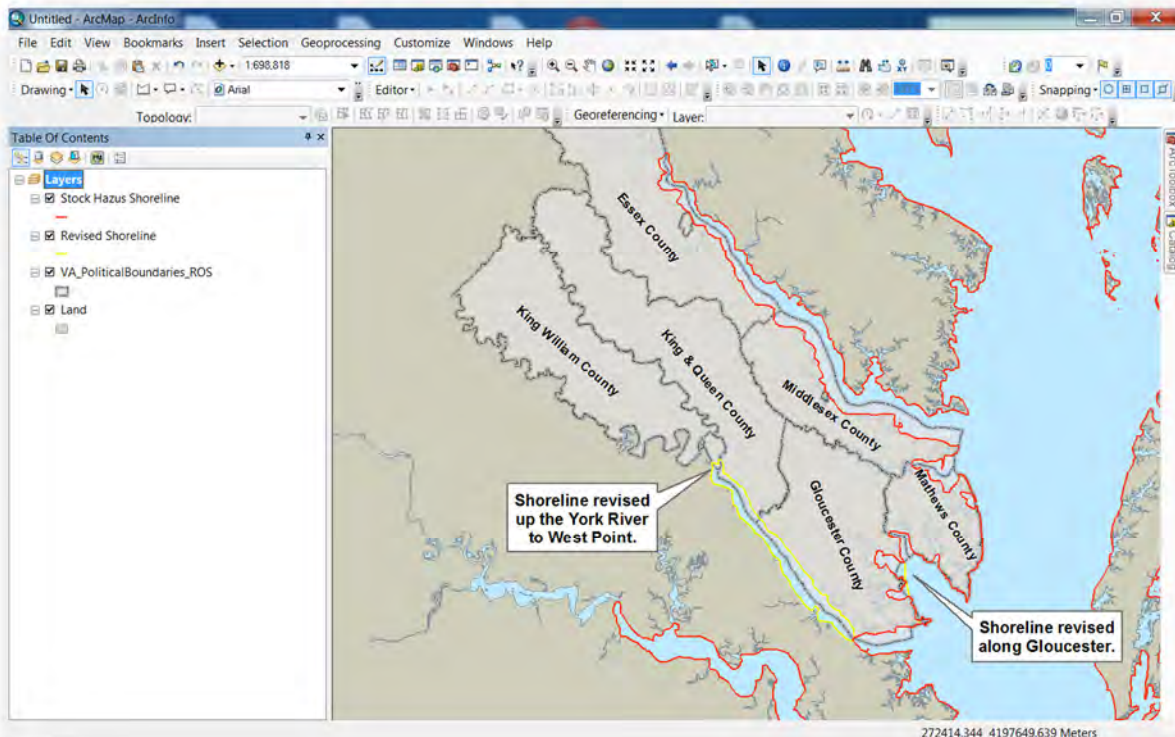 Untitled - ArcMap - ArcInfo
File Edit View Bookmarks Insert Selection Geoprocessing Customize Windows Help
1:698,818
Drawing
Arial
Editor
Snapping
Topology:
Georeferencing
Layer:
Table Of Contents
Layers
Stock Hazus Shoreline
Revised Shoreline
VA_PoliticalBoundaries_ROS
Land
ArcToolbox
Catalog
Essex County
King William County
King & Queen County
Middlesex County
Gloucester County
Mathews County
Shoreline revised
up the York River
to West Point.
Shoreline revised
along Gloucester.
272414.344 4197649.639 Meters